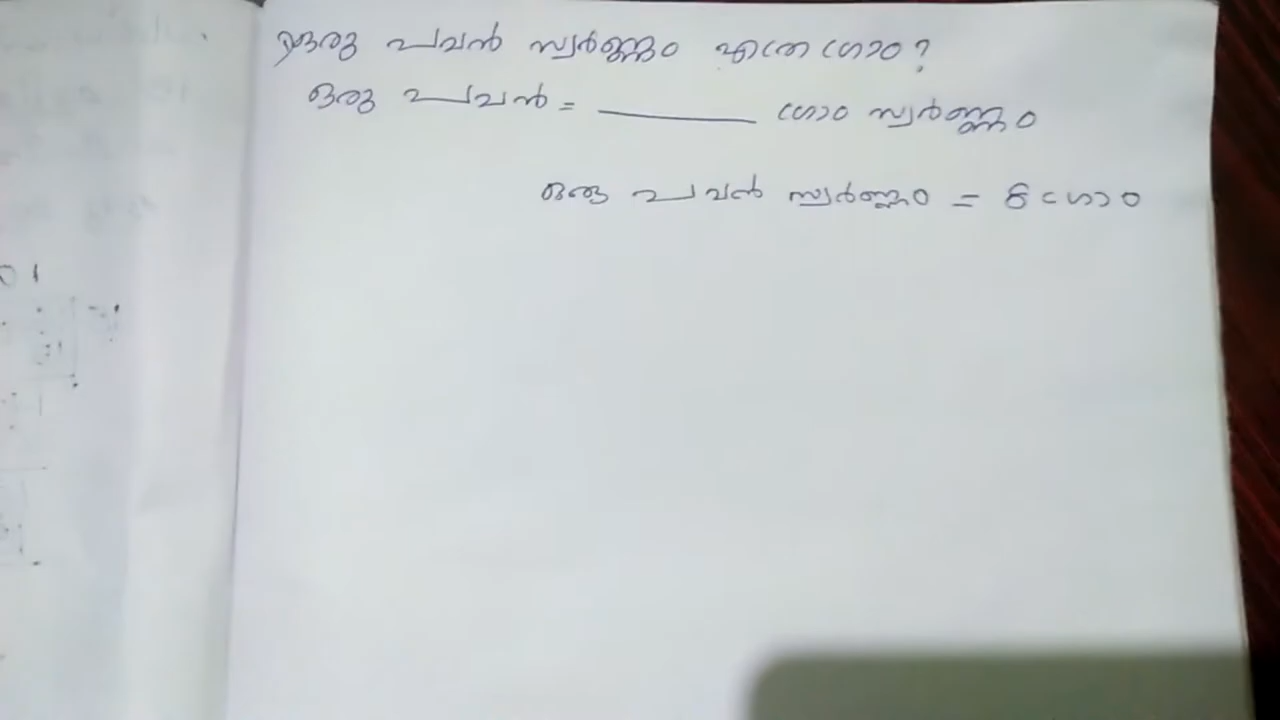 ഒരു പവൻ സ്വർണ്ണം എത്ര ഗ്രാം?
ഒരു പവൻ = ________ ഗ്രാം സ്വർണ്ണം
ഒരു പവൻ സ്വർണ്ണം = 8 ഗ്രാം